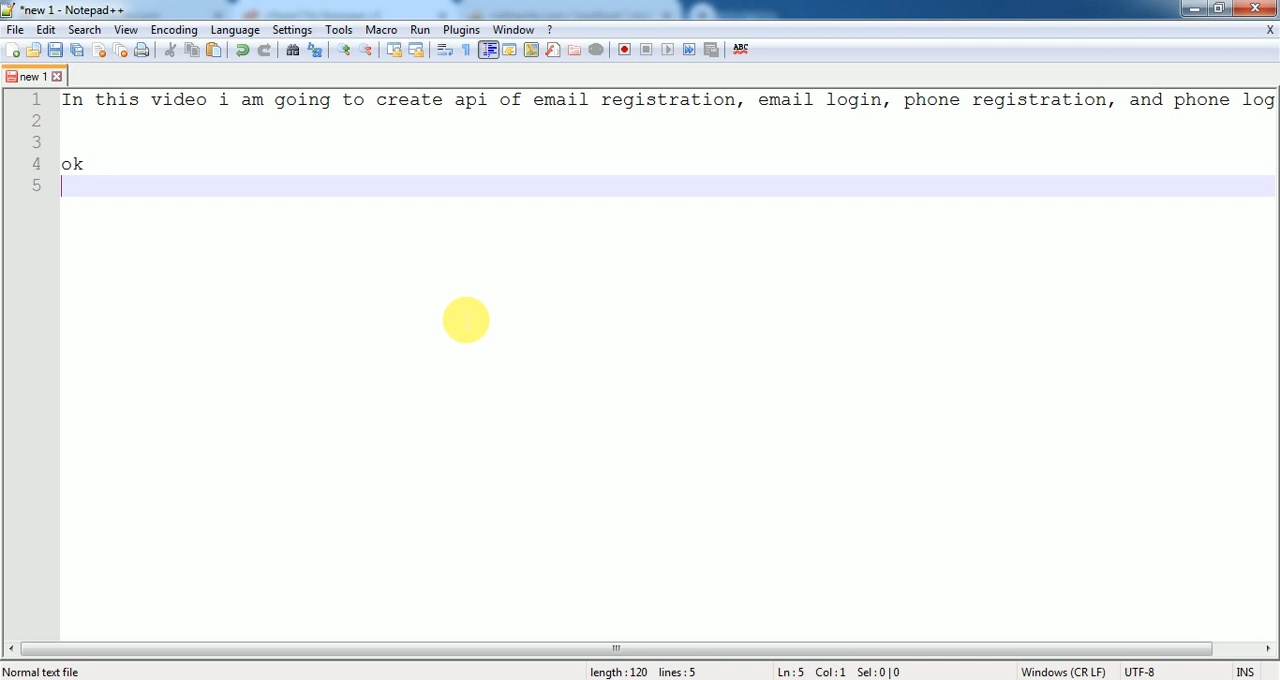 *new 1 - Notepad++
File Edit Search View Encoding Language Settings Tools Macro Run Plugins Window ? X
ABC
new 1
1 In this video i am going to create api of email registration, email login, phone registration, and phone log
2
3
4 ok
5
Normal text file length : 120 lines : 5 Ln : 5 Col : 1 Sel : 0 | 0 Windows (CR LF) UTF-8 INS